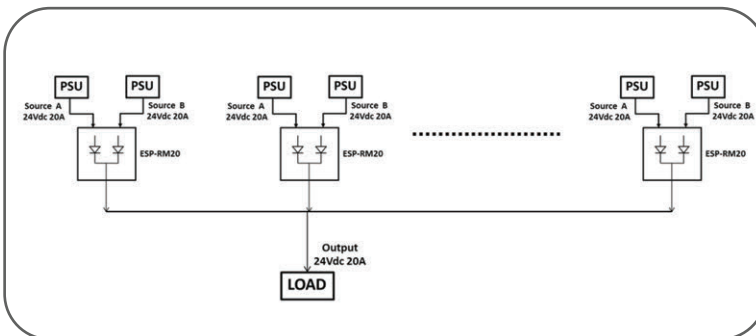 PSU PSU PSU PSU PSU PSU
Source A Source B Source A Source B Source A Source B
24Vdc 20A 24Vdc 20A 24Vdc 20A 24Vdc 20A 24Vdc 20A 24Vdc 20A
ESP-RM20 ESP-RM20 ESP-RM20
Output
24Vdc 20A
LOAD